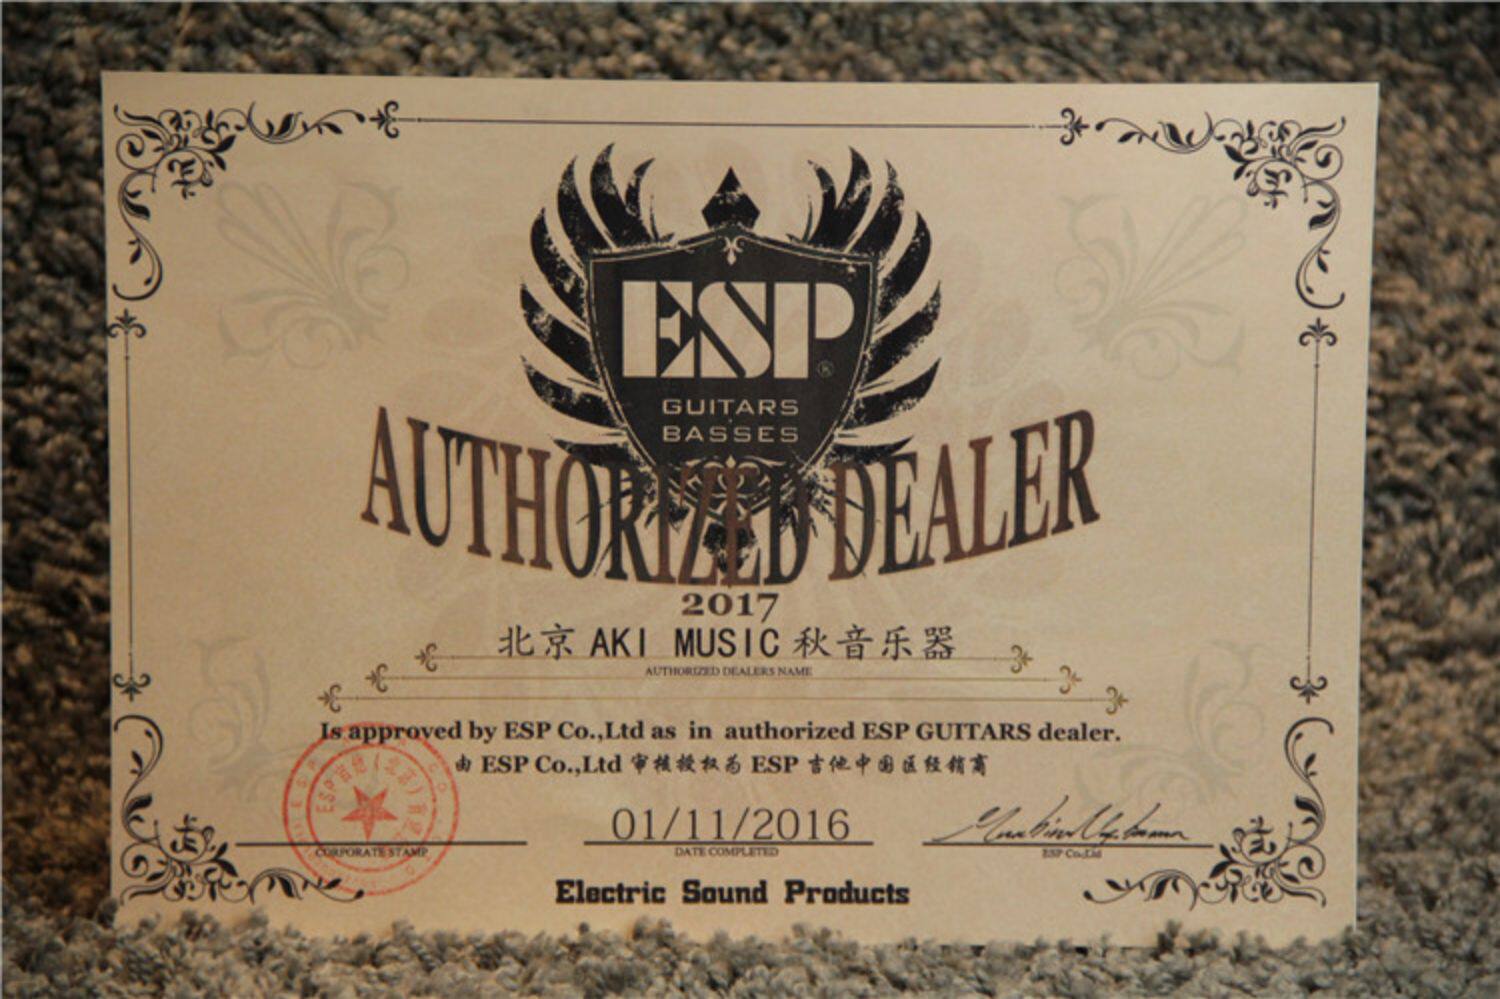 ESP®
GUITARS
BASSES
AUTHORIZED DEALER
2017
北京 AKI MUSIC 秋音乐器
AUTHORIZED DEALERS NAME
Is approved by ESP Co.,Ltd as in authorized ESP GUITARS dealer.
由 ESP Co.,Ltd 审核授权为 ESP 吉他中国区经销商
01/11/2016
CORPORATE STAMP
DATE COMPLETED
ESP Co.,Ltd
Electric Sound Products